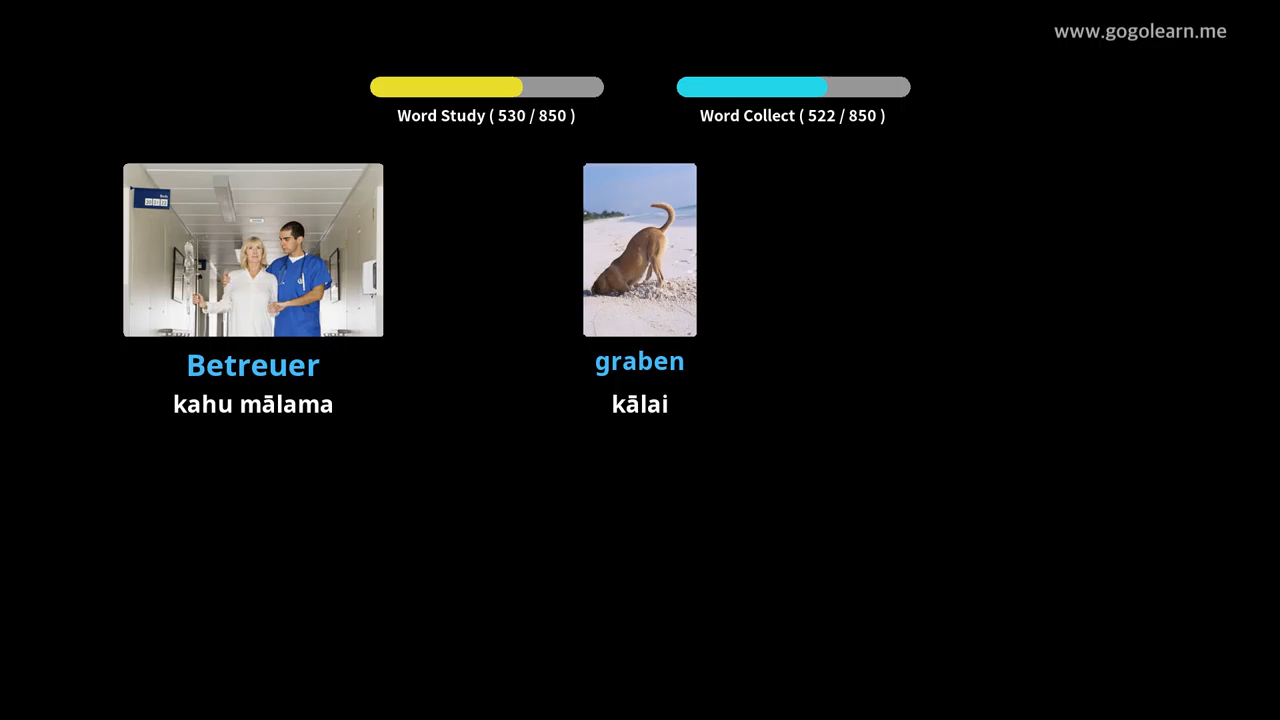 www.gogolearn.me
Word Study ( 530 / 850 )
Word Collect ( 522 / 850 )
Betreuer
kahu mālama
graben
kālai